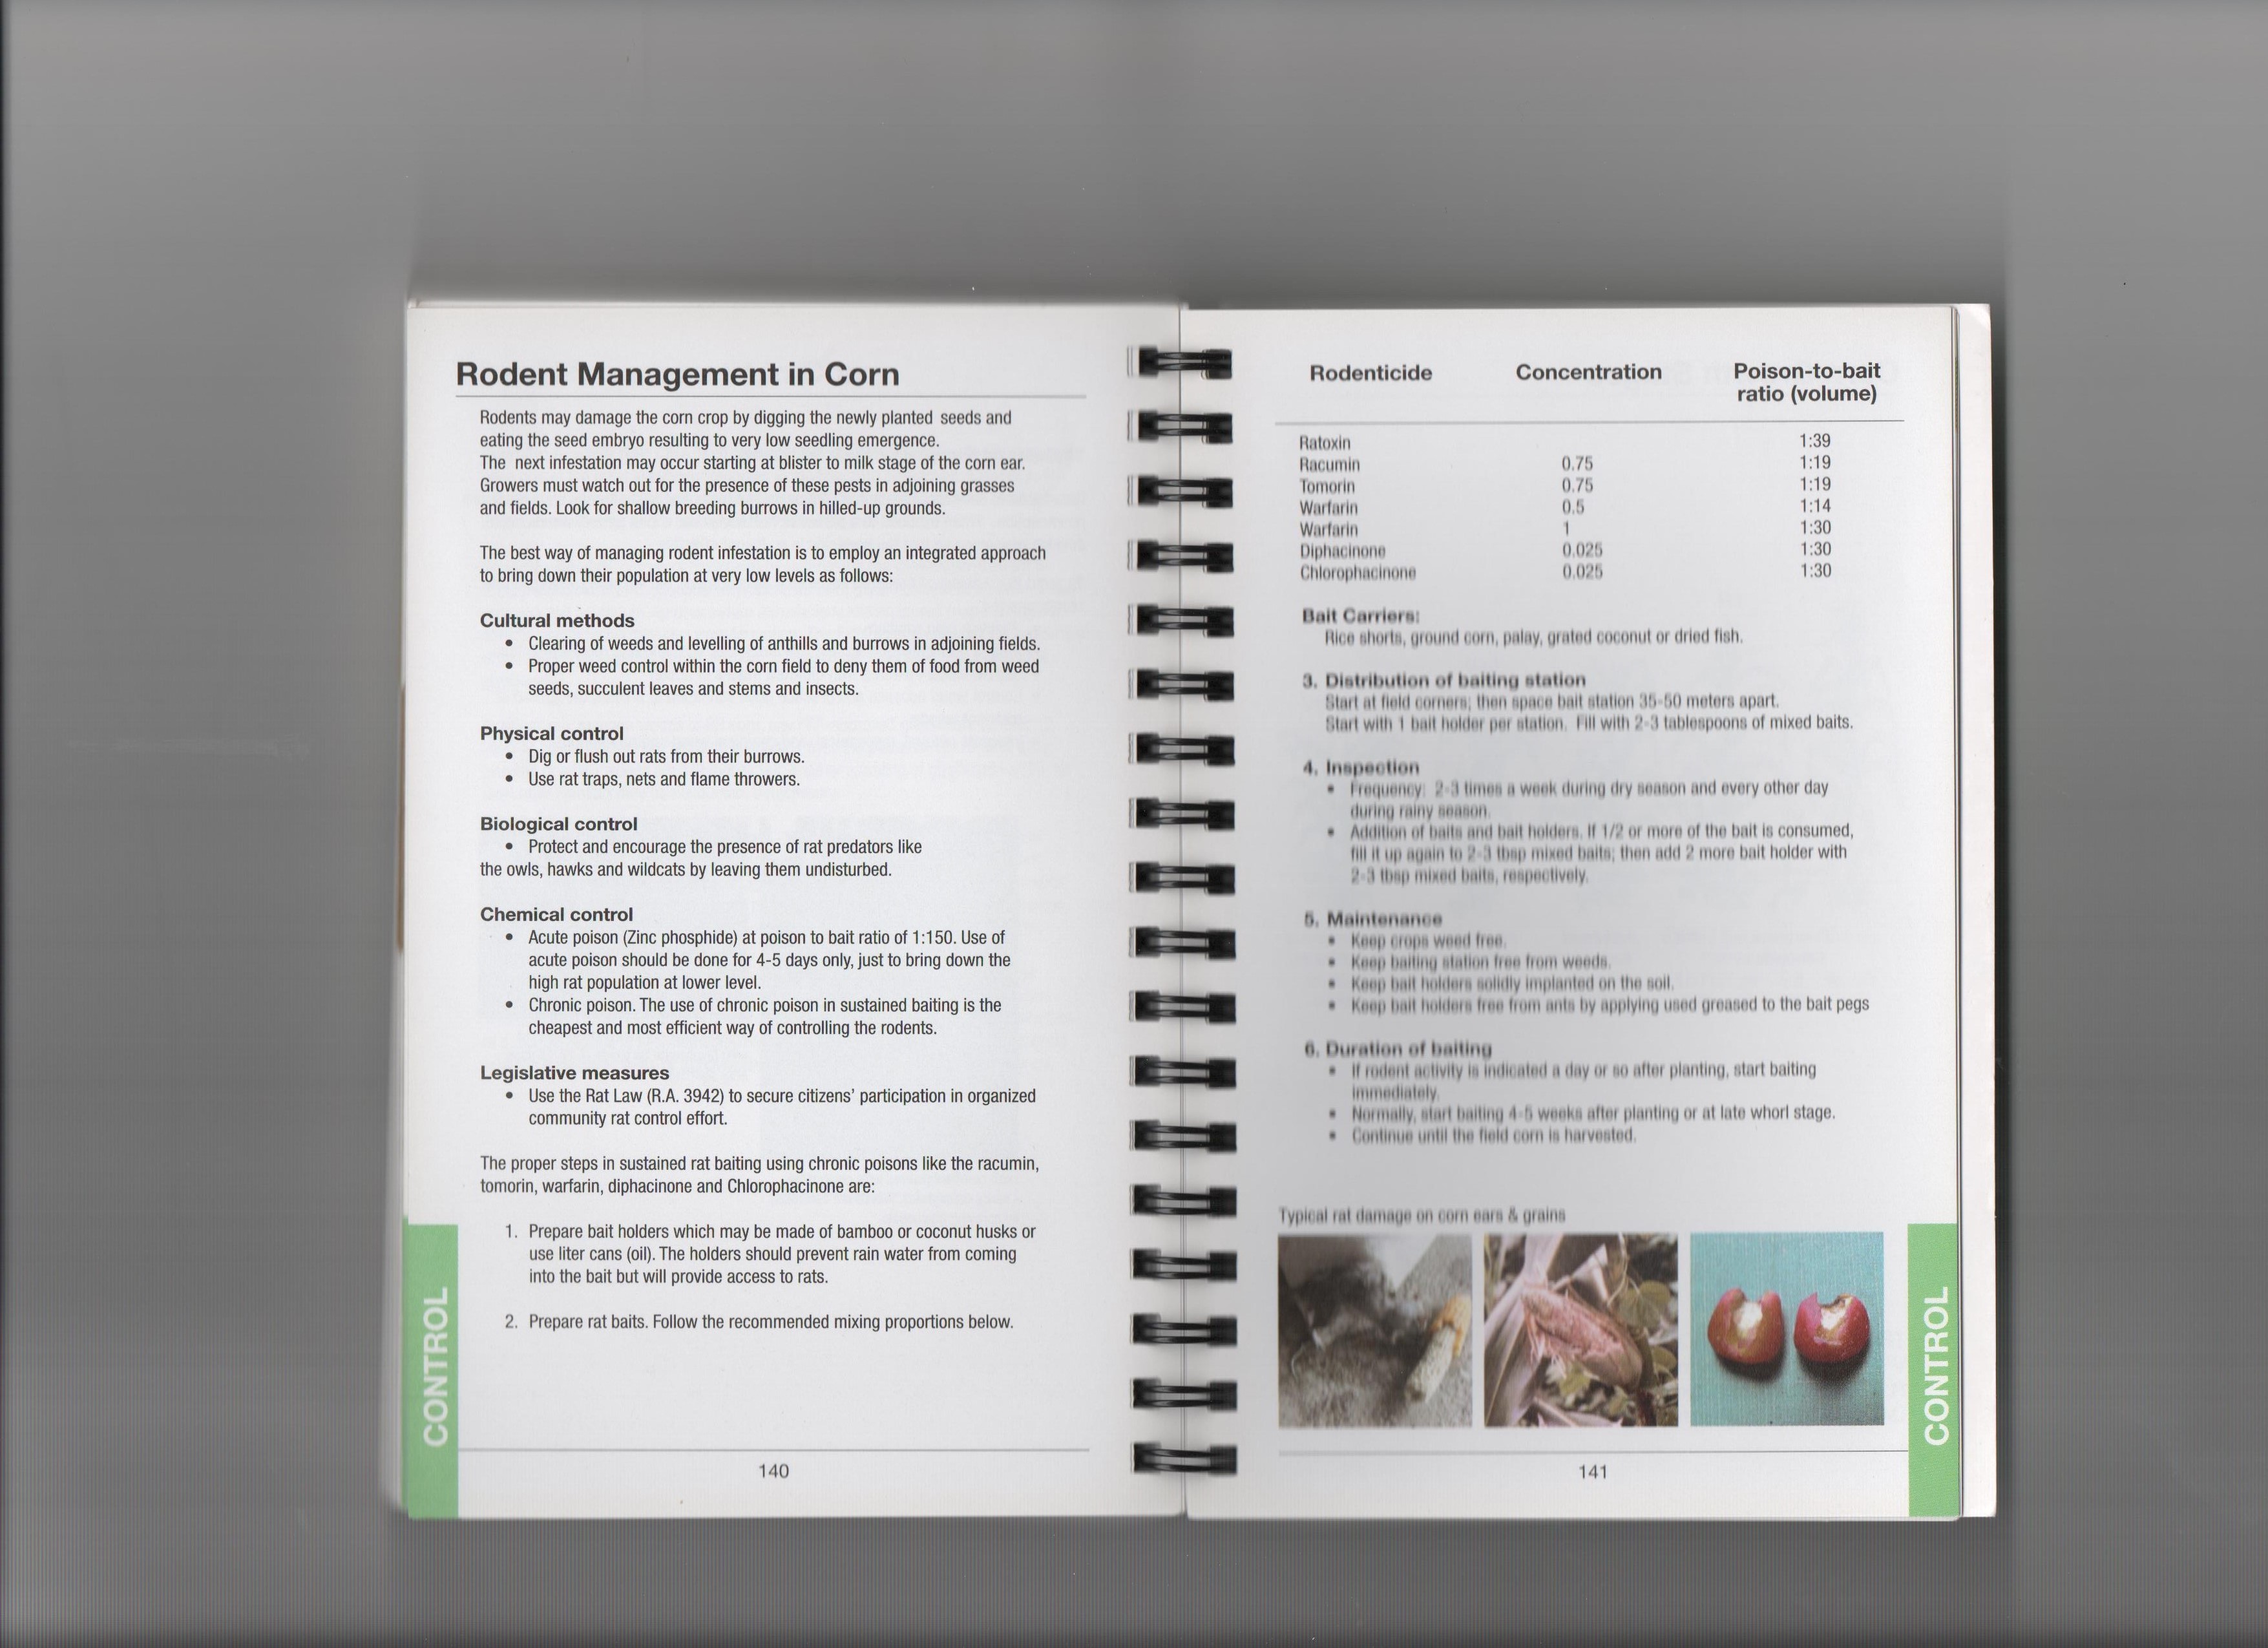 Rodent Management in Corn
Rodents may damage the corn crop by digging the newly planted seeds and
eating the seed embryo resulting to very low seedling emergence.
The next infestation may occur starting at blister to milk stage of the corn ear.
Growers must watch out for the presence of these pests in adjoining grasses
and fields. Look for shallow breeding burrows in hilled-up grounds.
The best way of managing rodent infestation is to employ an integrated approach
to bring down their population at very low levels as follows:
Cultural methods
• Clearing of weeds and levelling of anthills and burrows in adjoining fields.
• Proper weed control within the corn field to deny them of food from weed
seeds, succulent leaves and stems and insects.
Physical control
• Dig or flush out rats from their burrows.
• Use rat traps, nets and flame throwers.
Biological control
• Protect and encourage the presence of rat predators like
the owls, hawks and wildcats by leaving them undisturbed.
Chemical control
• Acute poison (Zinc phosphide) at poison to bait ratio of 1:150. Use of
acute poison should be done for 4-5 days only, just to bring down the
high rat population at lower level.
• Chronic poison. The use of chronic poison in sustained baiting is the
cheapest and most efficient way of controlling the rodents.
Legislative measures
• Use the Rat Law (R.A. 3942) to secure citizens' participation in organized
community rat control effort.
The proper steps in sustained rat baiting using chronic poisons like the racumin,
tomorin, warfarin, diphacinone and Chlorophacinone are:
1. Prepare bait holders which may be made of bamboo or coconut husks or
use liter cans (oil). The holders should prevent rain water from coming
into the bait but will provide access to rats.
2. Prepare rat baits. Follow the recommended mixing proportions below.
CONTROL
140
Rodenticide Concentration Poison-to-bait
ratio (volume)
Ratoxin 1:39
Racumin 0.75 1:19
Tomorin 0.75 1:19
Warfarin 0.5 1:14
Warfarin 1 1:30
Diphacinone 0.025 1:30
Chlorophacinone 0.025 1:30
Bait Carriers:
Rice shorts, ground corn, palay, grated coconut or dried fish.
3. Distribution of baiting station
Start at field corners; then space bait station 35-50 meters apart.
Start with 1 bait holder per station. Fill with 2-3 tablespoons of mixed baits.
4. Inspection
• Frequency: 2-3 times a week during dry season and every other day
during rainy season.
• Addition of baits and bait holders. If 1/2 or more of the bait is consumed,
fill it up again to 2-3 tbsp mixed baits; then add 2 more bait holder with
2-3 tbsp mixed baits, respectively.
5. Maintenance
• Keep crops weed free.
• Keep baiting station free from weeds.
• Keep bait holders solidly implanted on the soil.
• Keep bait holders free from ants by applying used greased to the bait pegs
6. Duration of baiting
• If rodent activity is indicated a day or so after planting, start baiting
immediately.
• Normally, start baiting 4-5 weeks after planting or at late whorl stage.
• Continue until the field corn is harvested.
Typical rat damage on corn ears & grains
CONTROL
141